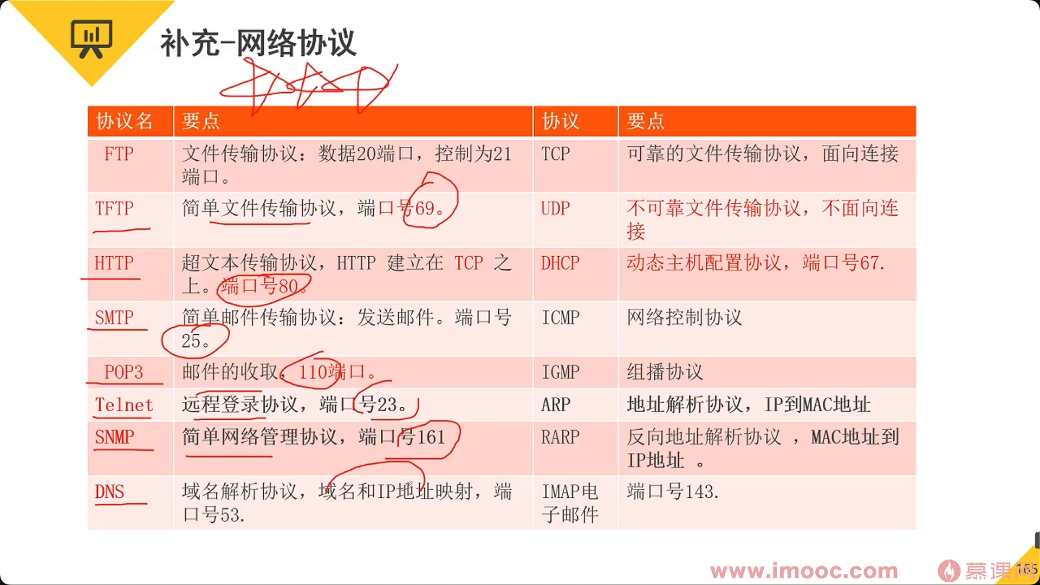 补充-网络协议
协议名 要点 协议 要点
FTP 文件传输协议：数据20端口，控制为21
端口。 TCP 可靠的文件传输协议，面向连接
TFTP 简单文件传输协议，端口号69。 UDP 不可靠文件传输协议，不面向连
接
HTTP 超文本传输协议，HTTP 建立在 TCP 之
上。端口号80。 DHCP 动态主机配置协议，端口号67.
SMTP 简单邮件传输协议：发送邮件。端口号
25。 ICMP 网络控制协议
POP3 邮件的收取，110端口。 IGMP 组播协议
Telnet 远程登录协议，端口号23。 ARP 地址解析协议，IP到MAC地址
SNMP 简单网络管理协议，端口号161 RARP 反向地址解析协议 ，MAC地址到
IP地址 。
DNS 域名解析协议，域名和IP地址映射，端
口号53. IMAP电
子邮件 端口号143.
www.imooc.com 慕课网
165